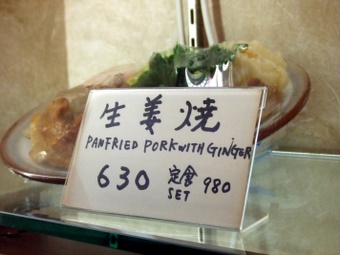 生姜焼
PANFRIED PORK WITH GINGER
630 定食 980
SET